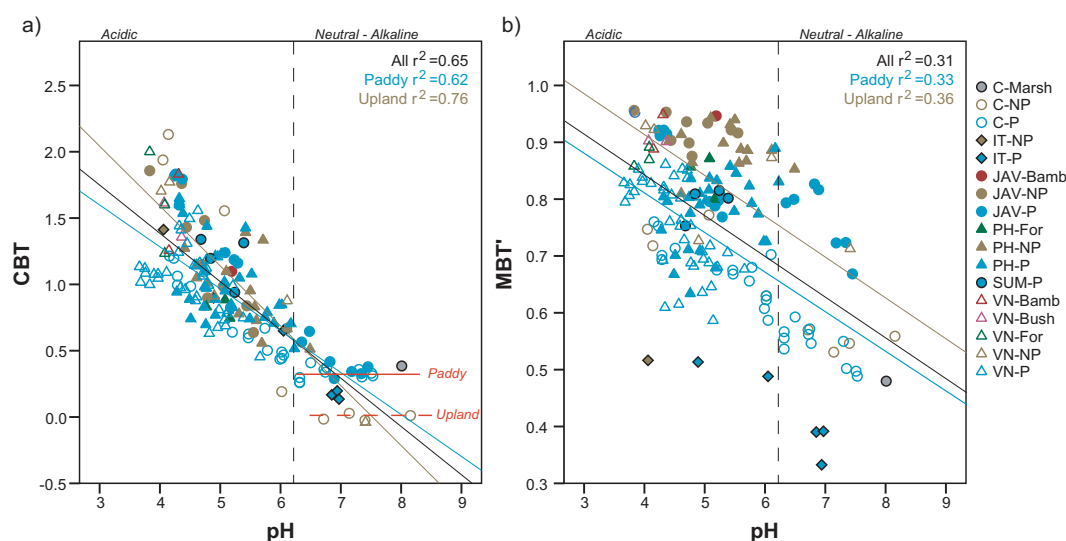 a)
Acidic
Neutral - Alkaline
All r²=0.65
Paddy r²=0.62
Upland r²=0.76
2.5
2.0
1.5
1.0
0.5
0.0
-0.5
CBT
Paddy
Upland
3 4 5 6 7 8 9
pH
b)
Acidic
Neutral - Alkaline
All r²=0.31
Paddy r²=0.33
Upland r²=0.36
1.0
0.9
0.8
0.7
0.6
0.5
0.4
0.3
MBT'
3 4 5 6 7 8 9
pH
C-Marsh
C-NP
C-P
IT-NP
IT-P
JAV-Bamb
JAV-NP
JAV-P
PH-For
PH-NP
PH-P
SUM-P
VN-Bamb
VN-Bush
VN-For
VN-NP
VN-P